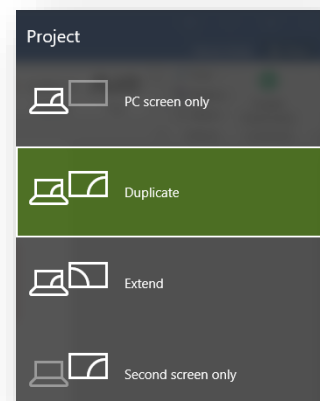 Project
PC screen only
Duplicate
Extend
Second screen only